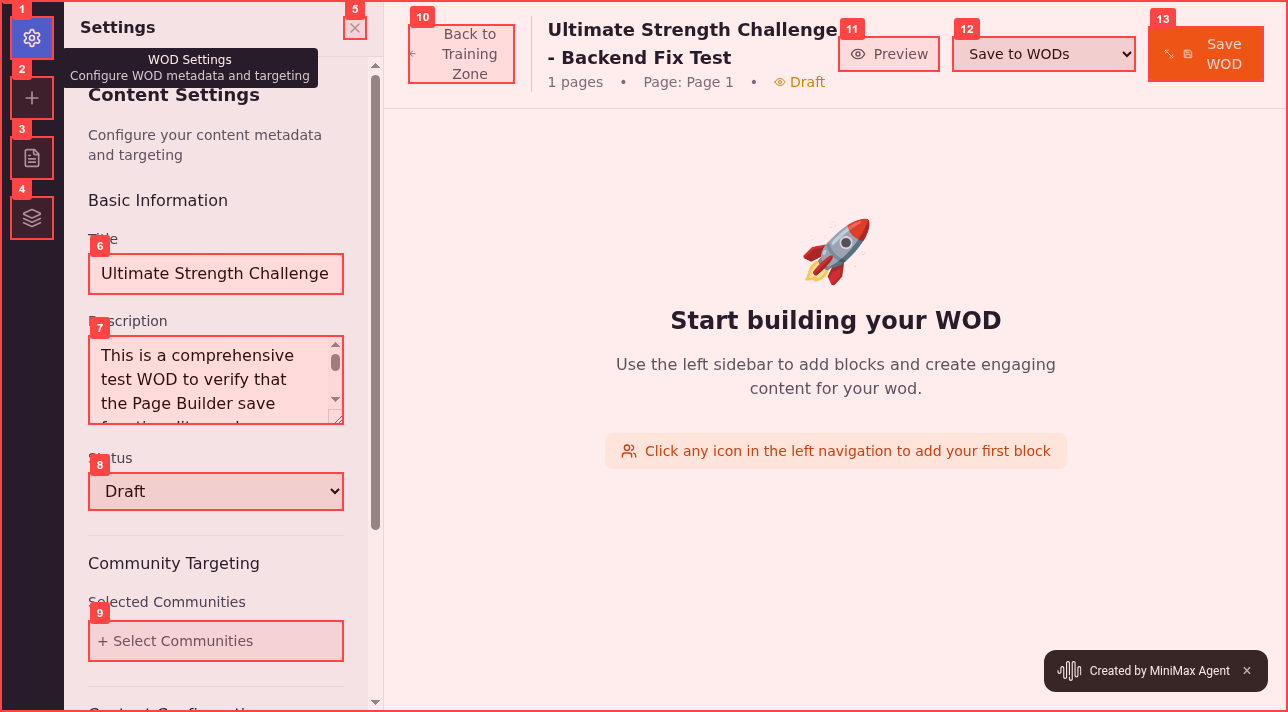 1
2
3
4
Settings
5
WOD Settings
Configure WOD metadata and targeting
Content Settings
Configure your content metadata
and targeting
Basic Information
6
Ultimate Strength Challenge
7
This is a comprehensive
test WOD to verify that
the Page Builder save
8
Draft
Community Targeting
Selected Communities
9
+ Select Communities
10
Back to
Training
Zone
Ultimate Strength Challenge
- Backend Fix Test
1 pages • Page: Page 1 • Draft
11
Preview
12
Save to WODs
13
Save
WOD
Start building your WOD
Use the left sidebar to add blocks and create engaging
content for your wod.
Click any icon in the left navigation to add your first block
Created by MiniMax Agent ×